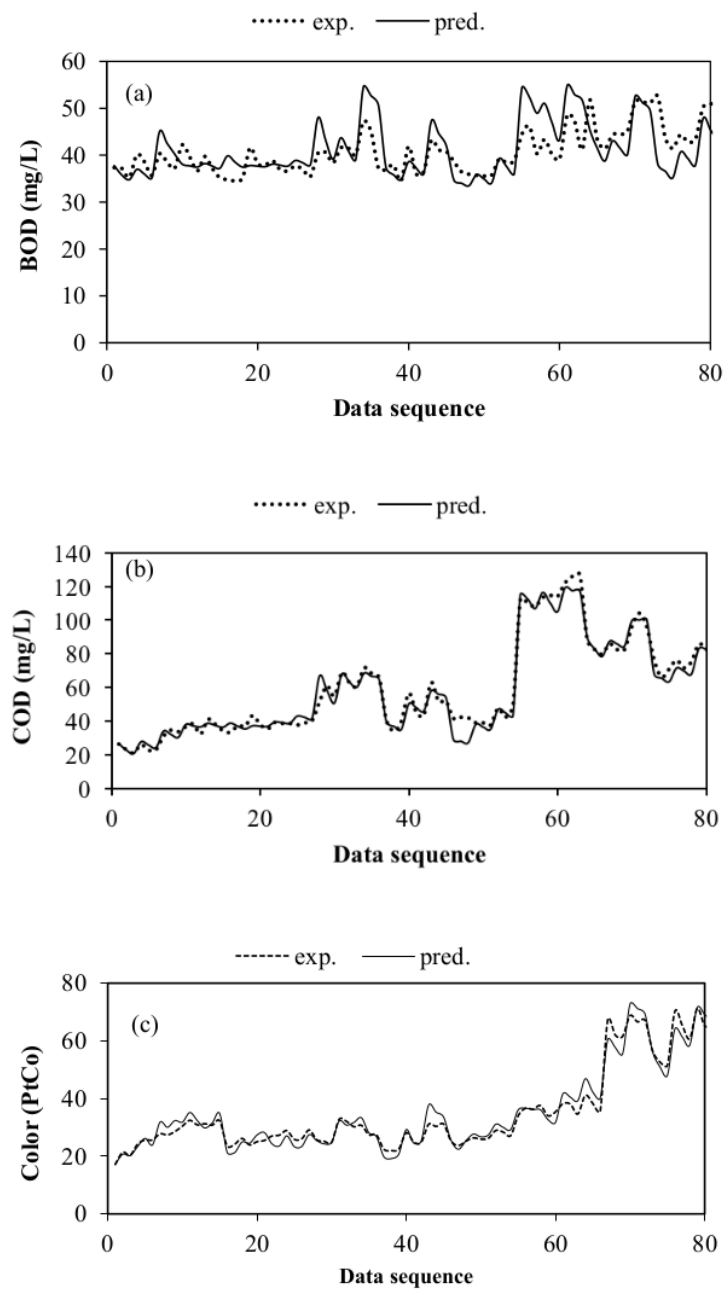 exp. pred.
60
(a)
50
40
30
20
10
0
BOD (mg/L)
0 20 40 60 80
Data sequence
exp. pred.
140
(b)
120
100
80
60
40
20
0
COD (mg/L)
0 20 40 60 80
Data sequence
exp. pred.
80
(c)
60
40
20
0
Color (PtCo)
0 20 40 60 80
Data sequence